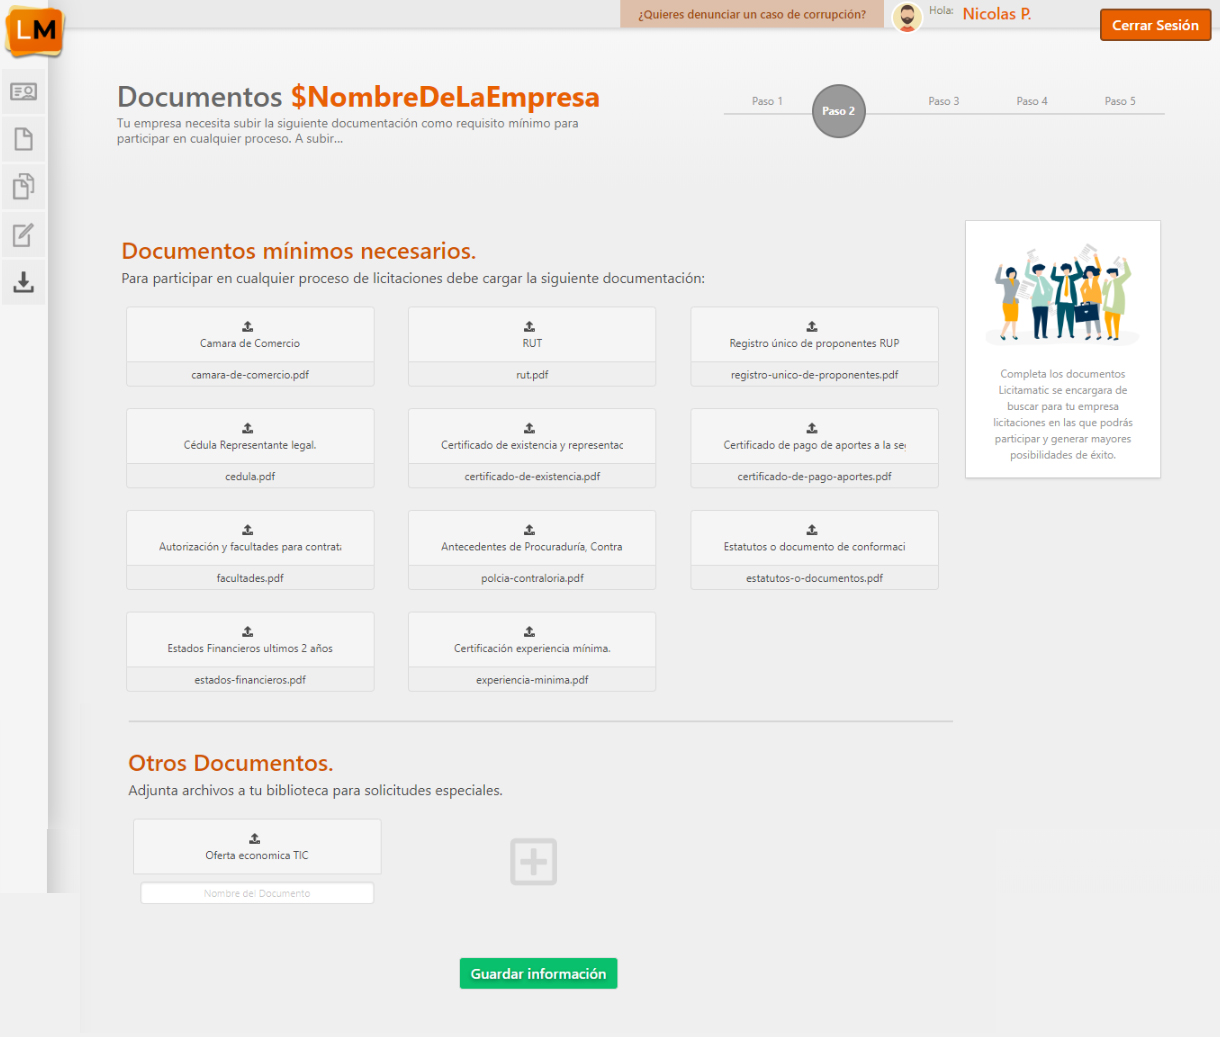 LM
¿Quieres denunciar un caso de corrupción?
Hola: Nicolas P.
Cerrar Sesión
Documentos $NombreDeLaEmpresa
Tu empresa necesita subir la siguiente documentación como requisito mínimo para
participar en cualquier proceso. A subir...
Paso 1 Paso 2 Paso 3 Paso 4 Paso 5
Documentos mínimos necesarios.
Para participar en cualquier proceso de licitaciones debe cargar la siguiente documentación:
Camara de Comercio
camara-de-comercio.pdf
RUT
rut.pdf
Registro único de proponentes RUP
registro-unico-de-proponentes.pdf
Cédula Representante legal.
cedula.pdf
Certificado de existencia y representac
certificado-de-existencia.pdf
Certificado de pago de aportes a la seg
certificado-de-pago-aportes.pdf
Autorización y facultades para contrata
facultades.pdf
Antecedentes de Procuraduría, Contra
polcia-contraloria.pdf
Estatutos o documento de conformaci
estatutos-o-documentos.pdf
Estados Financieros ultimos 2 años
estados-financieros.pdf
Certificación experiencia mínima.
experiencia-minima.pdf
Completa los documentos
Licitamatic se encargara de
buscar para tu empresa
licitaciones en las que podrás
participar y generar mayores
posibilidades de éxito.
Otros Documentos.
Adjunta archivos a tu biblioteca para solicitudes especiales.
Oferta economica TIC
Nombre del Documento
Guardar información